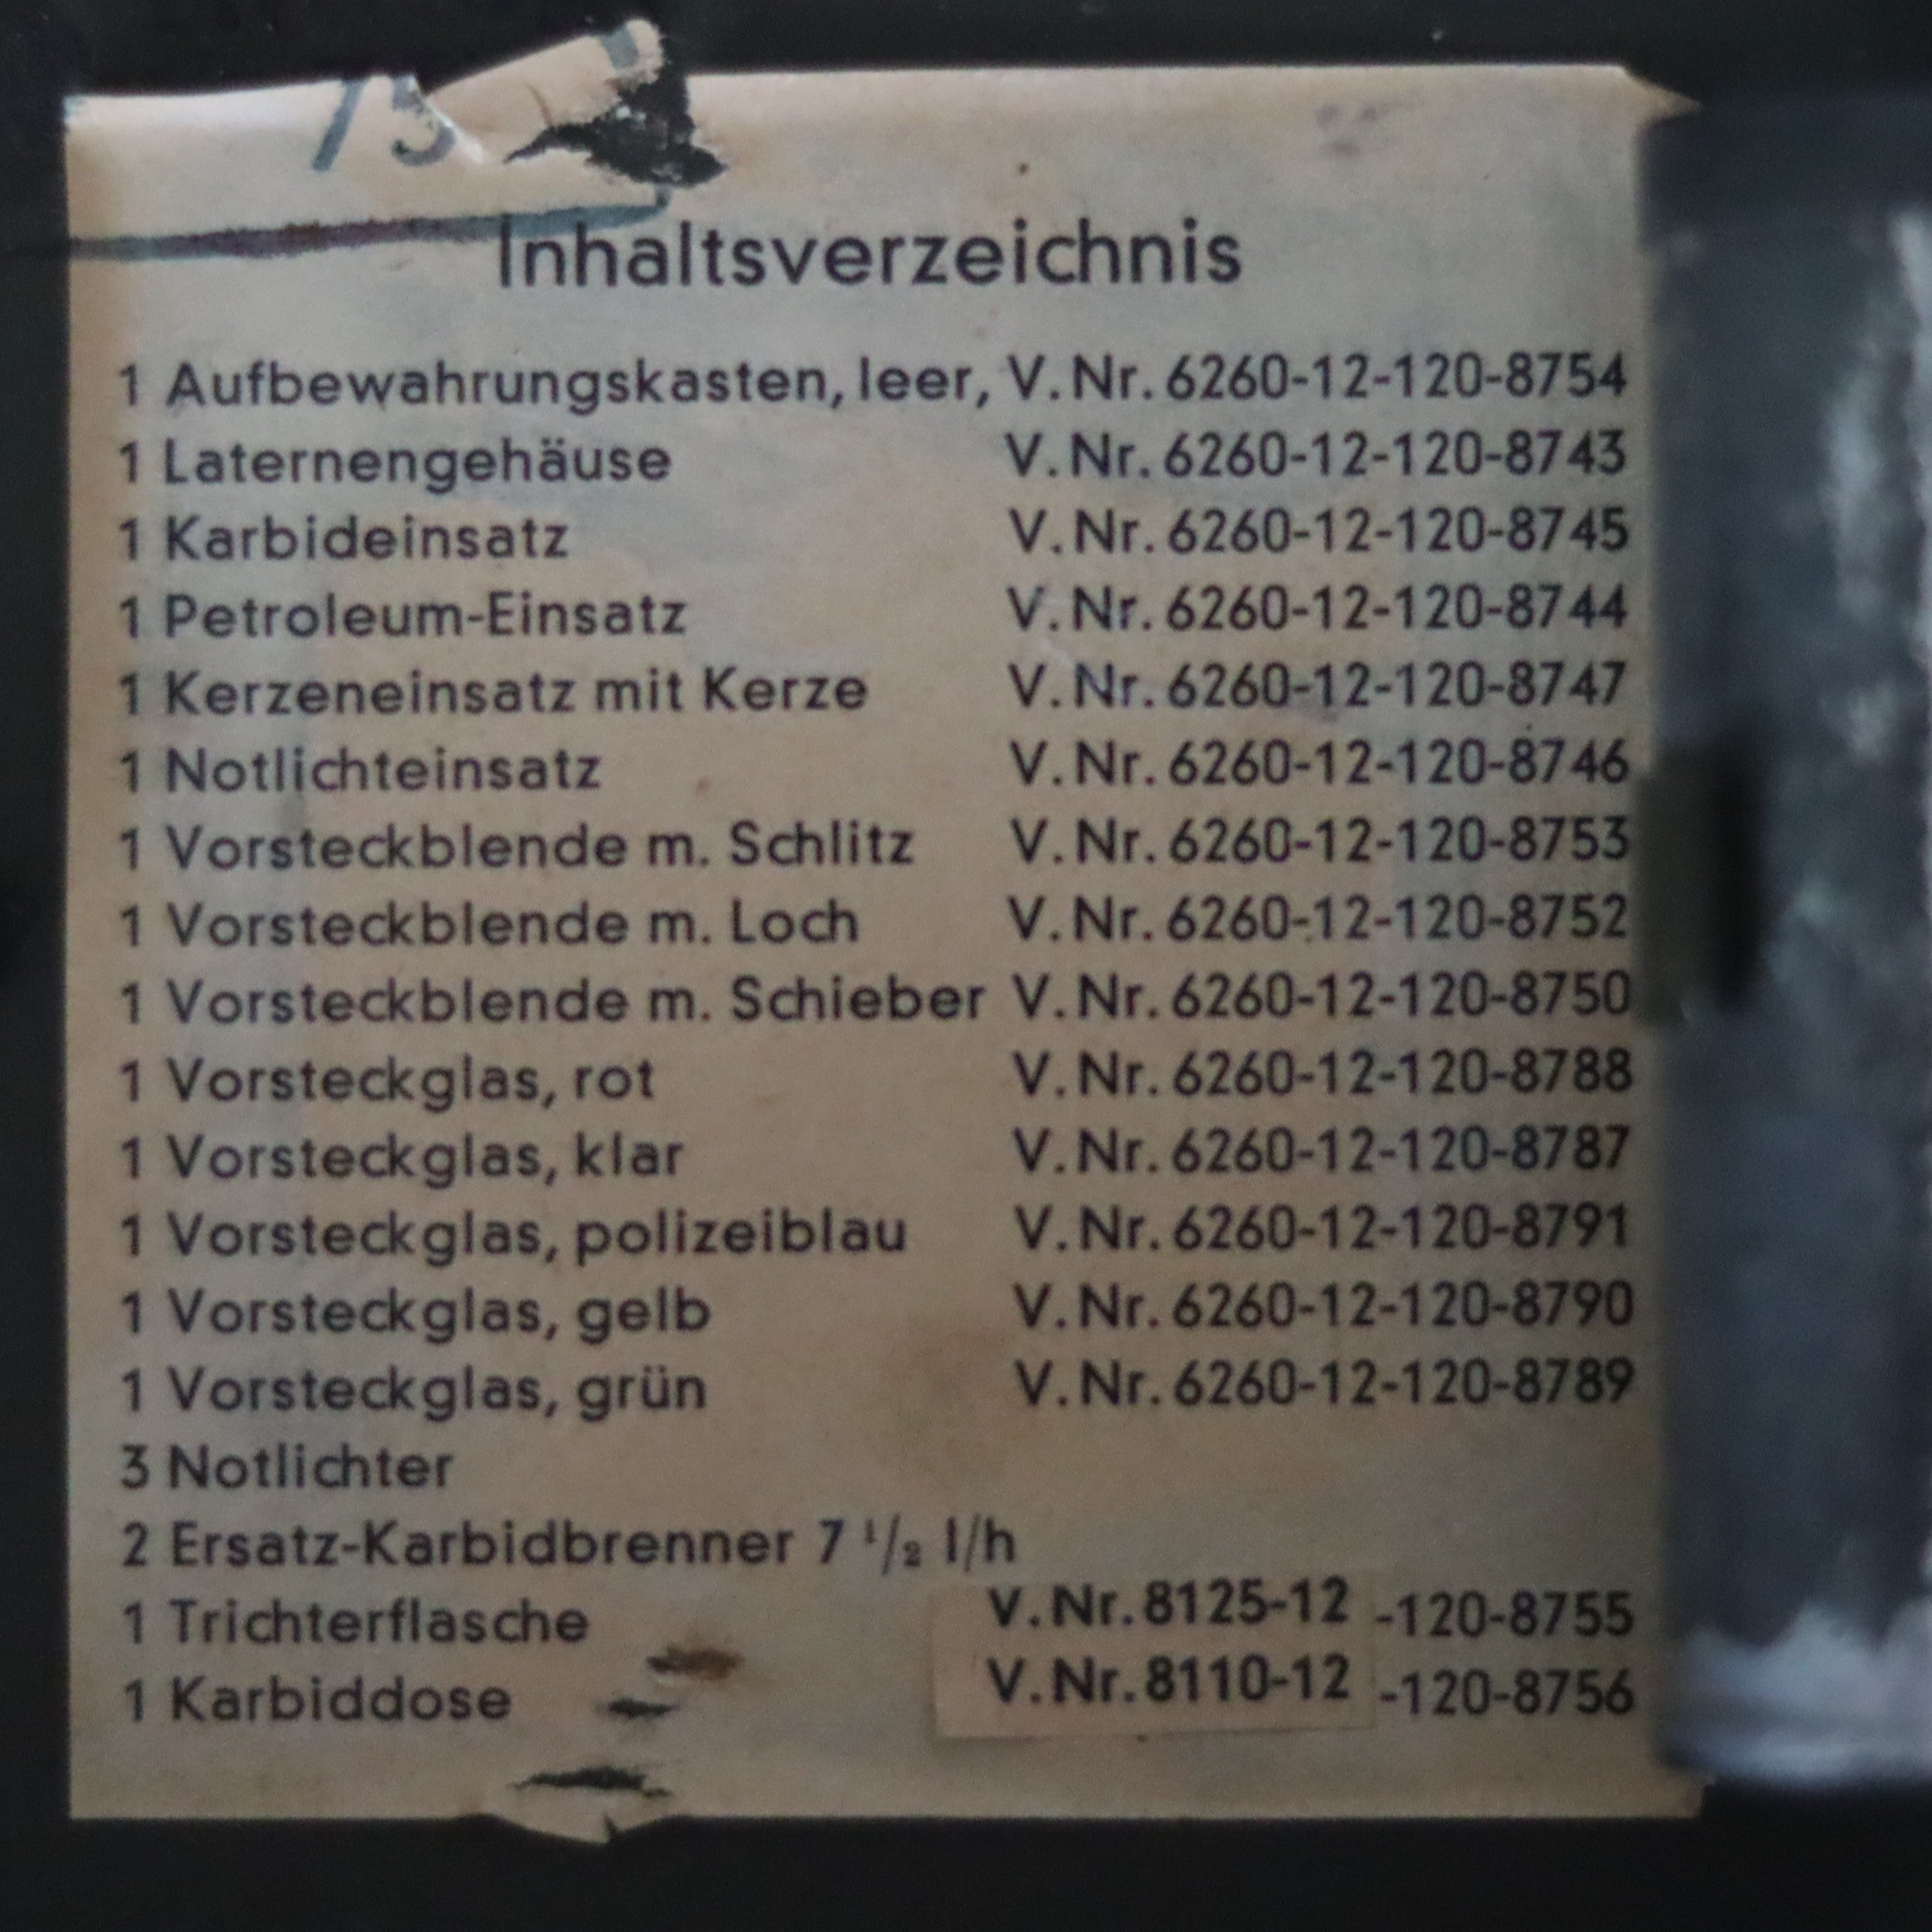 15
Inhaltsverzeichnis
1 Aufbewahrungskasten, leer, V. Nr. 6260-12-120-8754
1 Laternengehäuse V. Nr. 6260-12-120-8743
1 Karbideinsatz V. Nr. 6260-12-120-8745
1 Petroleum-Einsatz V. Nr. 6260-12-120-8744
1 Kerzeneinsatz mit Kerze V. Nr. 6260-12-120-8747
1 Notlichteinsatz V. Nr. 6260-12-120-8746
1 Vorsteckblende m. Schlitz V. Nr. 6260-12-120-8753
1 Vorsteckblende m. Loch V. Nr. 6260-12-120-8752
1 Vorsteckblende m. Schieber V. Nr. 6260-12-120-8750
1 Vorsteckglas, rot V. Nr. 6260-12-120-8788
1 Vorsteckglas, klar V. Nr. 6260-12-120-8787
1 Vorsteckglas, polizeiblau V. Nr. 6260-12-120-8791
1 Vorsteckglas, gelb V. Nr. 6260-12-120-8790
1 Vorsteckglas, grün V. Nr. 6260-12-120-8789
3 Notlichter
2 Ersatz-Karbidbrenner 7 1/2 l/h
1 Trichterflasche V. Nr. 8125-12 -120-8755
1 Karbiddose V. Nr. 8110-12 -120-8756